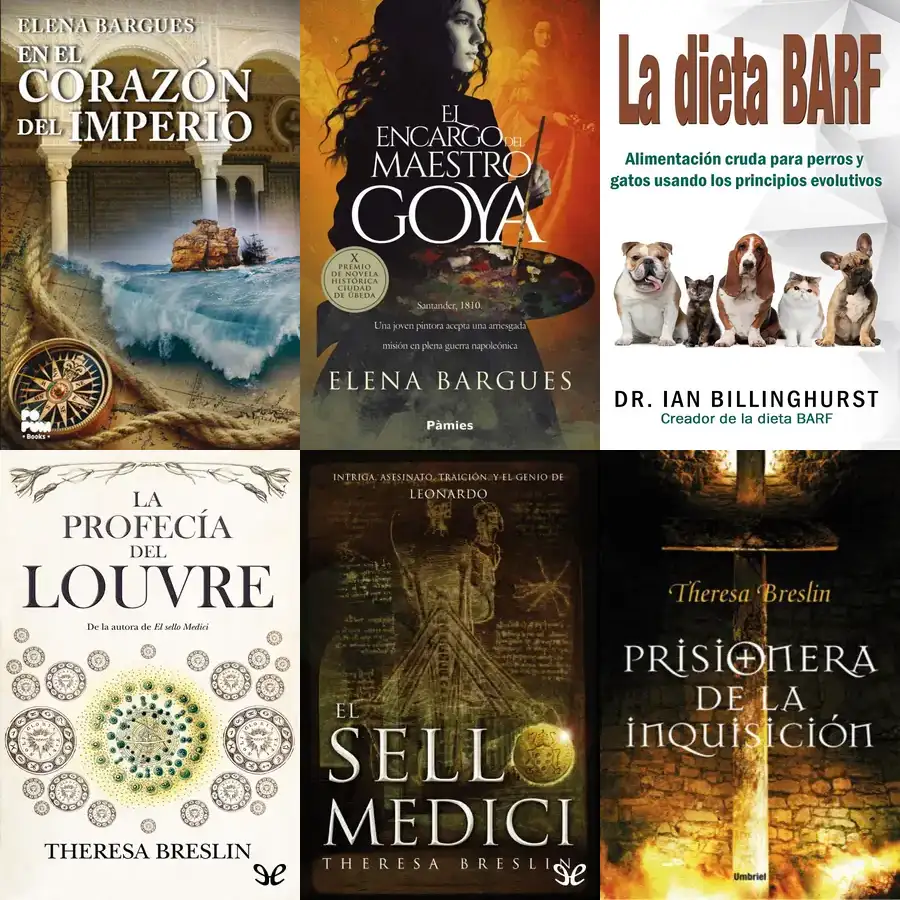 ELENA BARGUES
EN EL
CORAZÓN
DEL IMPERIO
POPUM
• Books •
EL
ENCARGO DEL
MAESTRO
GOYA
X
PREMIO
DE NOVELA
HISTÓRICA
CIUDAD
DE ÚBEDA
Santander, 1810.
Una joven pintora acepta una arriesgada
misión en plena guerra napoleónica
ELENA BARGUES
Pàmies
La dieta BARF
Alimentación cruda para perros y
gatos usando los principios evolutivos
DR. IAN BILLINGHURST
Creador de la dieta BARF
LA
PROFECÍA
DEL
LOUVRE
De la autora de El sello Medici
THERESA BRESLIN
INTRIGA, ASESINATO, TRAICIÓN, Y EL GENIO DE
LEONARDO
EL
SELLO
MEDICI
THERESA BRESLIN
Theresa Breslin
PRISIONERA
DE LA
INQUISICIÓN
Umbriel